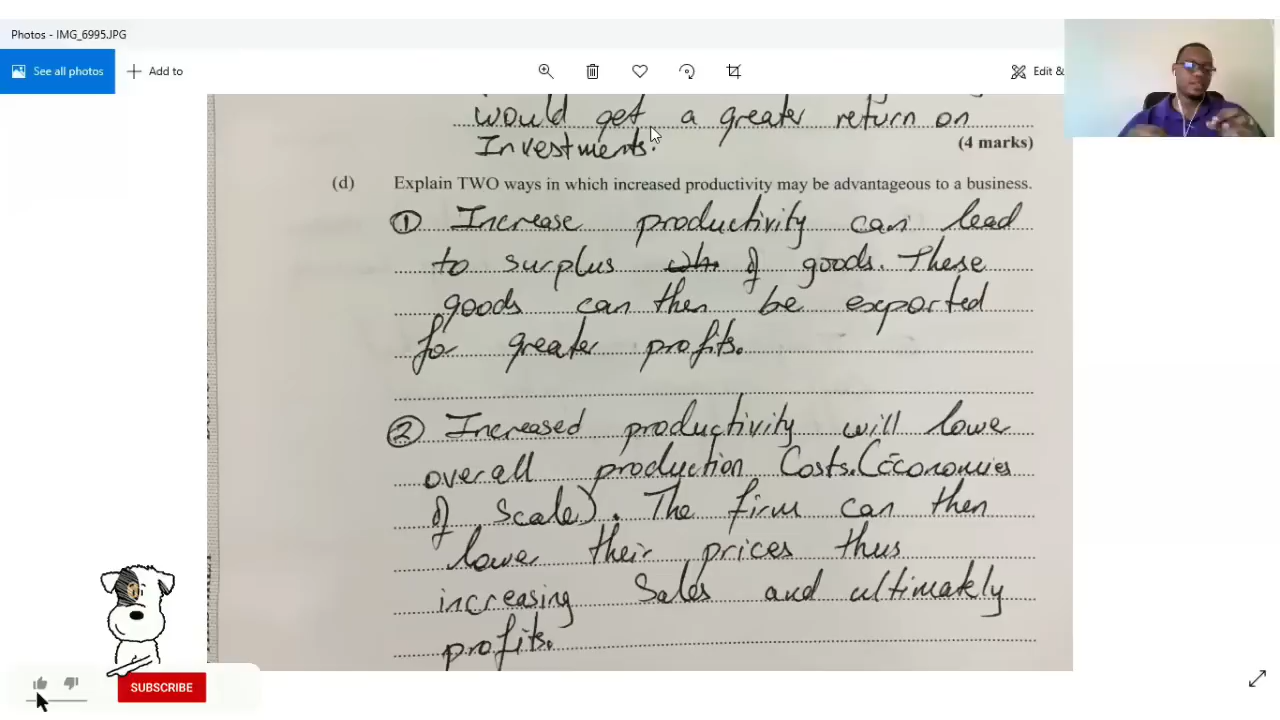 Photos - IMG_6995.JPG
See all photos
Add to
Edit &
would get a greater return on
Investments.
(4 marks)
(d) Explain TWO ways in which increased productivity may be advantageous to a business.
① Increase productivity can lead
to surplus of goods. These
goods can then be exported
for greater profits.
② Increased productivity will lower
overall production Costs.(economies
of Scale). The firm can then
lower their prices thus
increasing Sales and ultimately
profits.
SUBSCRIBE